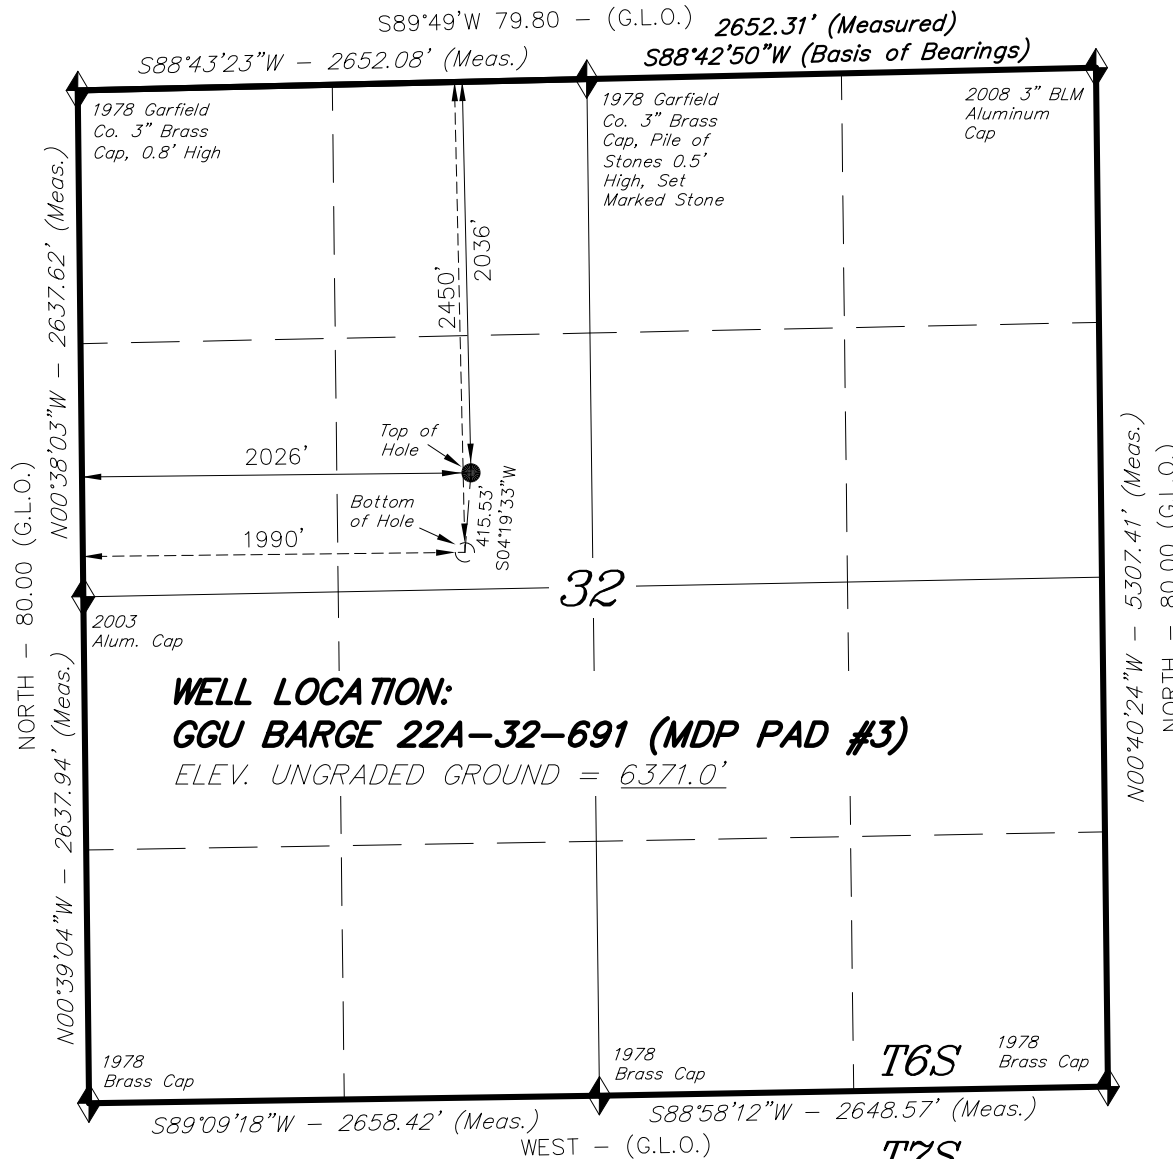 S89°49'W 79.80 - (G.L.O.)
2652.31' (Measured)
S88°43'23"W - 2652.08' (Meas.)
S88°42'50"W (Basis of Bearings)
1978 Garfield
Co. 3" Brass
Cap, 0.8' High
1978 Garfield
Co. 3" Brass
Cap, Pile of
Stones 0.5'
High, Set
Marked Stone
2008 3" BLM
Aluminum
Cap
N00°38'03"W - 2637.62' (Meas.)
2450'
2036'
Top of
Hole
2026'
Bottom
of Hole
415.53'
S04°19'33"W
1990'
32
NORTH - 80.00 (G.L.O.)
N00°40'24"W - 5307.41' (Meas.)
NORTH - 80.00 (G.L.O.)
2003
Alum. Cap
WELL LOCATION:
GGU BARGE 22A-32-691 (MDP PAD #3)
ELEV. UNGRADED GROUND = 6371.0'
N00°39'04"W - 2637.94' (Meas.)
1978
Brass Cap
1978
Brass Cap
T6S
1978
Brass Cap
S89°09'18"W - 2658.42' (Meas.)
S88°58'12"W - 2648.57' (Meas.)
WEST - (G.L.O.)
T7S